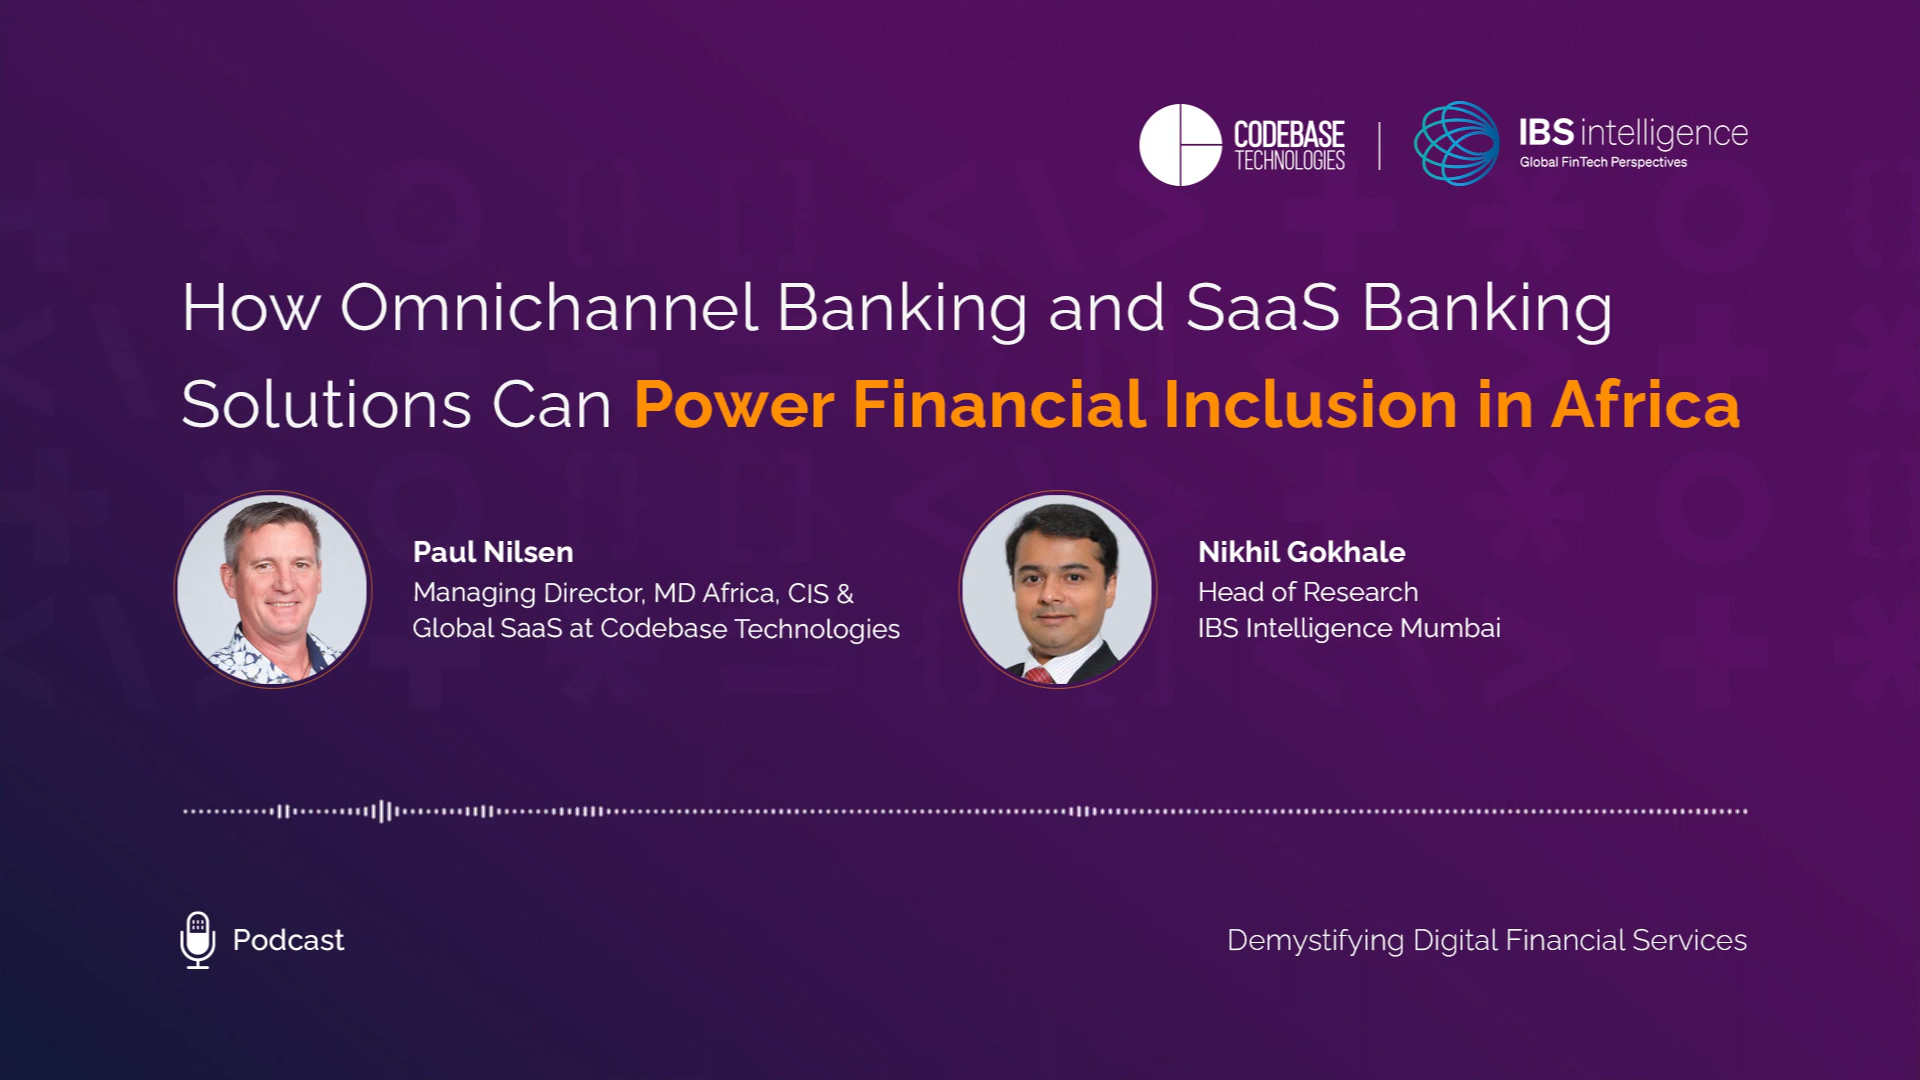 CODEBASE
TECHNOLOGIES
IBS intelligence
Global FinTech Perspectives
How Omnichannel Banking and SaaS Banking
Solutions Can Power Financial Inclusion in Africa
Paul Nilsen
Managing Director, MD Africa, CIS &
Global SaaS at Codebase Technologies
Nikhil Gokhale
Head of Research
IBS Intelligence Mumbai
Podcast
Demystifying Digital Financial Services